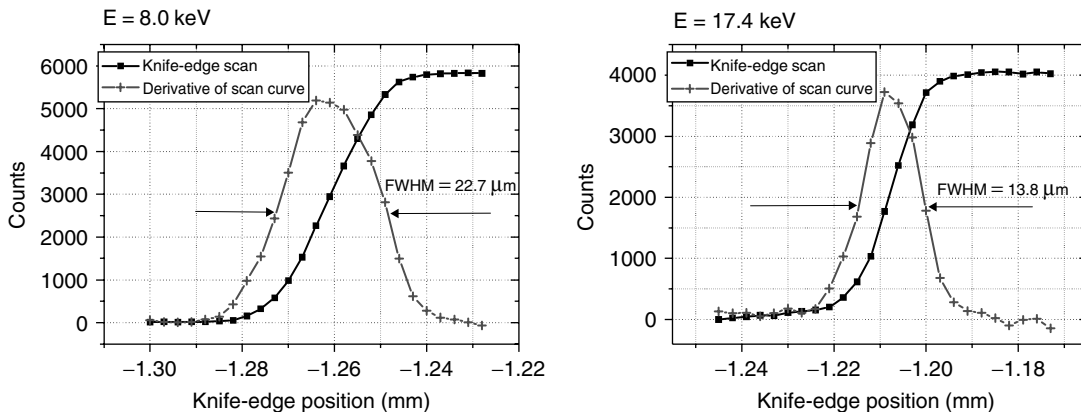 E = 8.0 keV
Knife-edge scan
Derivative of scan curve
6000
5000
4000
3000
2000
1000
0
Counts
FWHM = 22.7 μm
−1.30
−1.28
−1.26
−1.24
−1.22
Knife-edge position (mm)
E = 17.4 keV
Knife-edge scan
Derivative of scan curve
4000
3000
2000
1000
0
Counts
FWHM = 13.8 μm
−1.24
−1.22
−1.20
−1.18
Knife-edge position (mm)